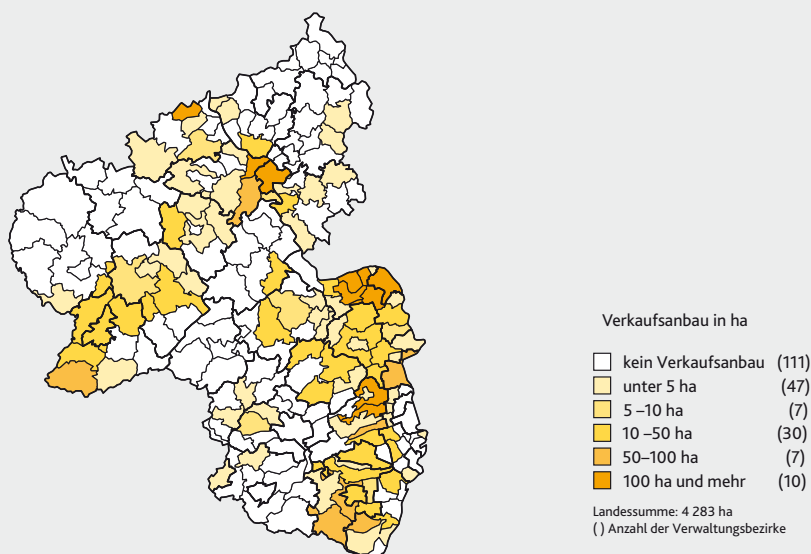 Verkaufsanbau in ha
kein Verkaufsanbau (111)
unter 5 ha (47)
5 –10 ha (7)
10 –50 ha (30)
50–100 ha (7)
100 ha und mehr (10)
Landessumme: 4 283 ha
( ) Anzahl der Verwaltungsbezirke